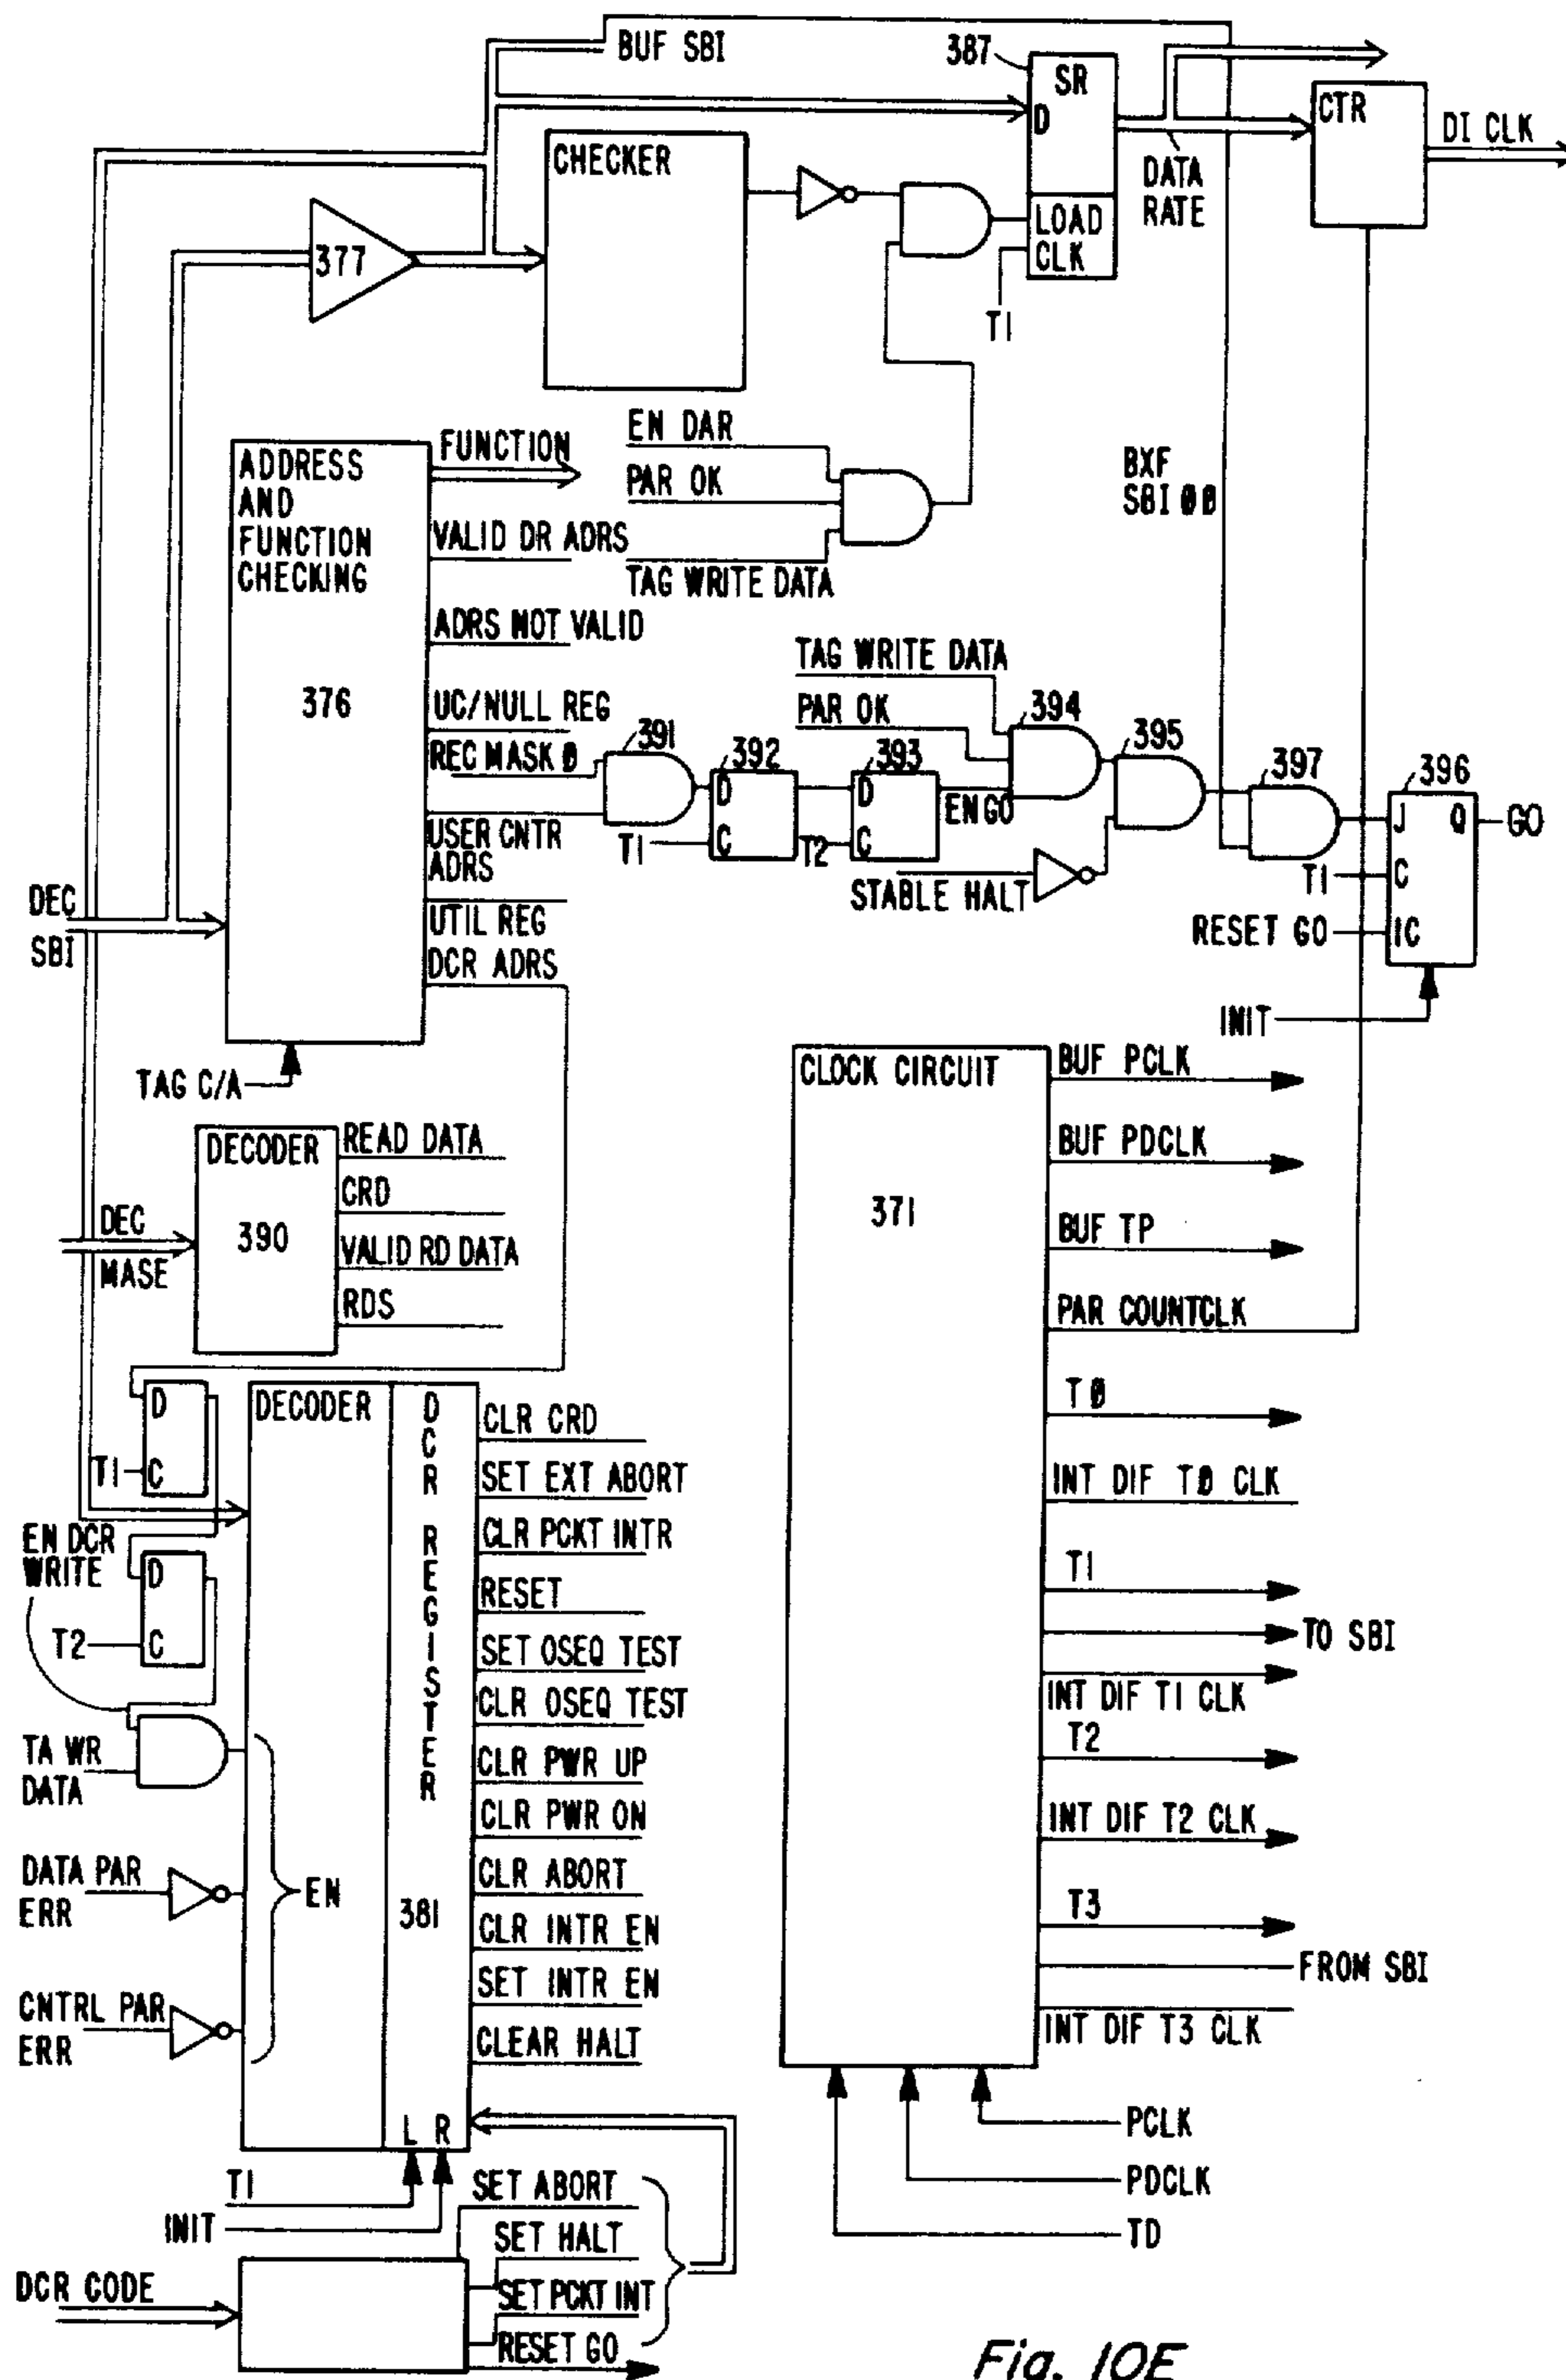 BUF SBI
387
SR
D
CTR
DI CLK
CHECKER
DATA
RATE
LOAD
CLK
377
T1
EN DAR
PAR OK
TAG WRITE DATA
BXF
SBI 00
ADDRESS
AND
FUNCTION
CHECKING
376
FUNCTION
VALID DR ADRS
ADRS NOT VALID
UC/NULL REG
REC MASK 0
USER CNTR
ADRS
UTIL REG
DCR ADRS
TAG WRITE DATA
PAR OK
391
392
393
394
395
397
396
D
C
T1
D
C
T2
EN GO
STABLE HALT
J
Q
GO
T1
C
RESET GO
IC
INIT
DEC
SBI
TAG C/A
DECODER
390
READ DATA
CRD
VALID RD DATA
RDS
DEC
MASE
CLOCK CIRCUIT
371
BUF PCLK
BUF PDCLK
BUF TP
PAR COUNTCLK
T0
INT DIF T0 CLK
T1
TO SBI
INT DIF T1 CLK
T2
INT DIF T2 CLK
T3
FROM SBI
INT DIF T3 CLK
PCLK
PDCLK
TD
D
T1
C
EN DCR
WRITE
D
T2
C
TA WR
DATA
DATA PAR
ERR
CNTRL PAR
ERR
EN
DECODER
DCR REGISTER
381
L R
CLR CRD
SET EXT ABORT
CLR PCKT INTR
RESET
SET OSEQ TEST
CLR OSEQ TEST
CLR PWR UP
CLR PWR ON
CLR ABORT
CLR INTR EN
SET INTR EN
CLEAR HALT
T1
INIT
DCR CODE
SET ABORT
SET HALT
SET PCKT INT
RESET GO
Fig. 10E